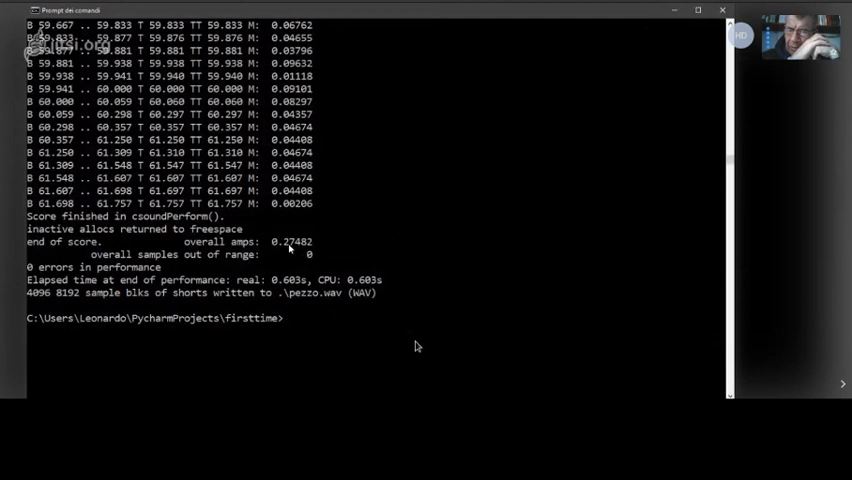 Prompt dei comandi
B 59.667 .. 59.833 T 59.833 TT 59.833 M: 0.06762
B 59.833 .. 59.877 T 59.877 TT 59.877 M: 0.04655
B 59.877 .. 59.881 T 59.881 TT 59.881 M: 0.03796
B 59.881 .. 59.938 T 59.938 TT 59.938 M: 0.09632
B 59.938 .. 59.941 T 59.940 TT 59.940 M: 0.01118
B 59.941 .. 60.000 T 60.000 TT 60.000 M: 0.09101
B 60.000 .. 60.059 T 60.060 TT 60.060 M: 0.08297
B 60.059 .. 60.298 T 60.297 TT 60.297 M: 0.04357
B 60.298 .. 60.357 T 60.357 TT 60.357 M: 0.04674
B 60.357 .. 61.250 T 61.250 TT 61.250 M: 0.04408
B 61.250 .. 61.309 T 61.310 TT 61.310 M: 0.04674
B 61.309 .. 61.548 T 61.547 TT 61.547 M: 0.04408
B 61.548 .. 61.607 T 61.607 TT 61.607 M: 0.04674
B 61.607 .. 61.698 T 61.697 TT 61.697 M: 0.04408
B 61.698 .. 61.757 T 61.757 TT 61.757 M: 0.00206
Score finished in csoundPerform().
inactive allocs returned to freespace
end of score. overall amps: 0.27482
overall samples out of range: 0
0 errors in performance
Elapsed time at end of performance: real: 0.603s, CPU: 0.603s
4096 8192 sample blks of shorts written to .\pezzo.wav (WAV)
C:\Users\Leonardo\PycharmProjects\firsttime>
jitsi.org
HD